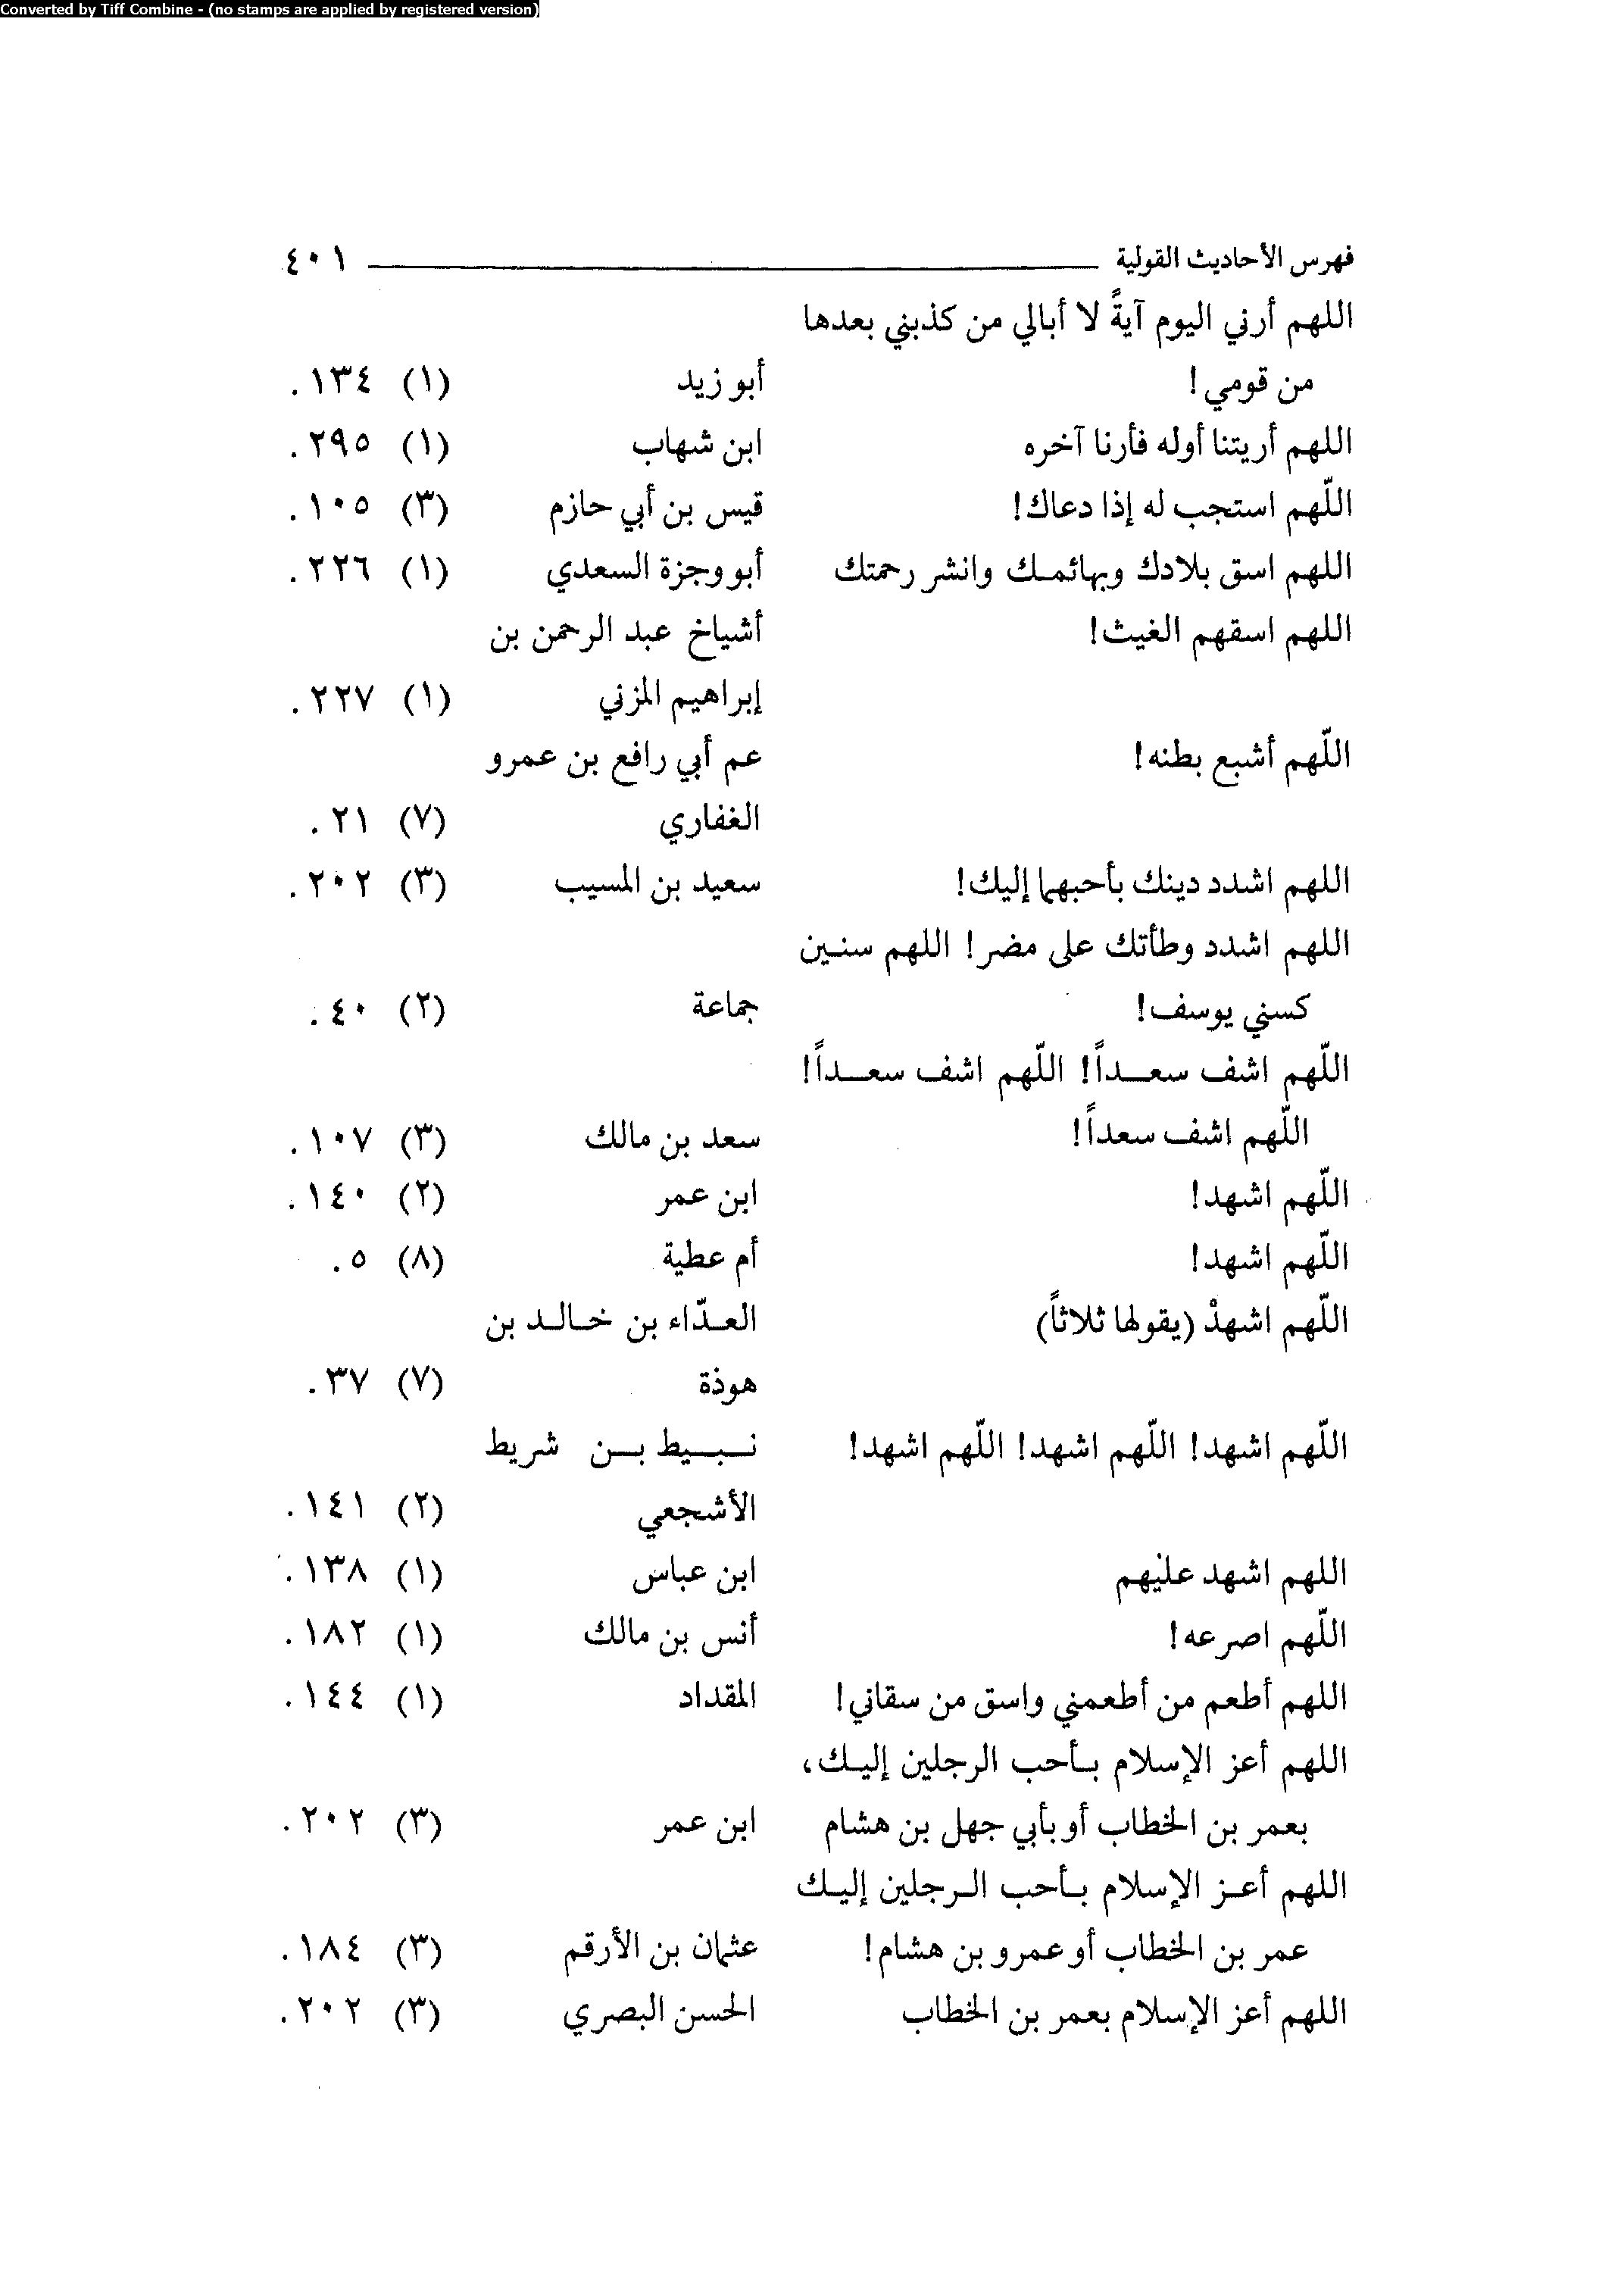 Converted by Tiff Combine - (no stamps are applied by registered version)
فهرس الأحاديث القولية ٤٠١
اللهم أرني اليوم آيةً لا أبالي من كذبني بعدها
من قومي! أبو زيد (١) ١٣٤.
اللهم أريتنا أوله فأرنا آخره ابن شهاب (١) ٢٩٥.
اللّهم استجب له إذا دعاك! قيس بن أبي حازم (٣) ١٠٥.
اللهم اسق بلادك وبهائمك وانشر رحمتك أبو وجزة السعدي (١) ٢٢٦.
اللهم اسقهم الغيث! أشياخ عبد الرحمن بن
إبراهيم المزني (١) ٢٢٧.
اللّهم أشبع بطنه! عم أبي رافع بن عمرو
الغفاري (٧) ٢١.
اللهم اشدد دينك بأحبهما إليك! سعيد بن المسيب (٣) ٢٠٢.
اللهم اشدد وطأتك على مضر! اللهم سنين
كسني يوسف! جماعة (٢) ٤٠.
اللّهم اشف سعداً! اللّهم اشف سعداً!
اللّهم اشف سعداً! سعد بن مالك (٣) ١٠٧.
اللّهم اشهد! ابن عمر (٢) ١٤٠.
اللّهم اشهد! أم عطية (٨) ٥.
اللّهم اشهدْ (يقولها ثلاثاً) العدّاء بن خالد بن
هوذة (٧) ٣٧.
اللّهم اشهد! اللّهم اشهد! اللّهم اشهد! نبيط بن شريط
الأشجعي (٢) ١٤١.
اللهم اشهد عليهم ابن عباس (١) ١٣٨.
اللّهم اصرعه! أنس بن مالك (١) ١٨٢.
اللهم أطعم من أطعمني واسق من سقاني! المقداد (١) ١٤٤.
اللهم أعز الإسلام بأحب الرجلين إليك،
بعمر بن الخطاب أو بأبي جهل بن هشام ابن عمر (٣) ٢٠٢.
اللهم أعز الإسلام بأحب الرجلين إليك
عمر بن الخطاب أو عمرو بن هشام! عثمان بن الأرقم (٣) ١٨٤.
اللهم أعز الإسلام بعمر بن الخطاب الحسن البصري (٣) ٢٠٢.